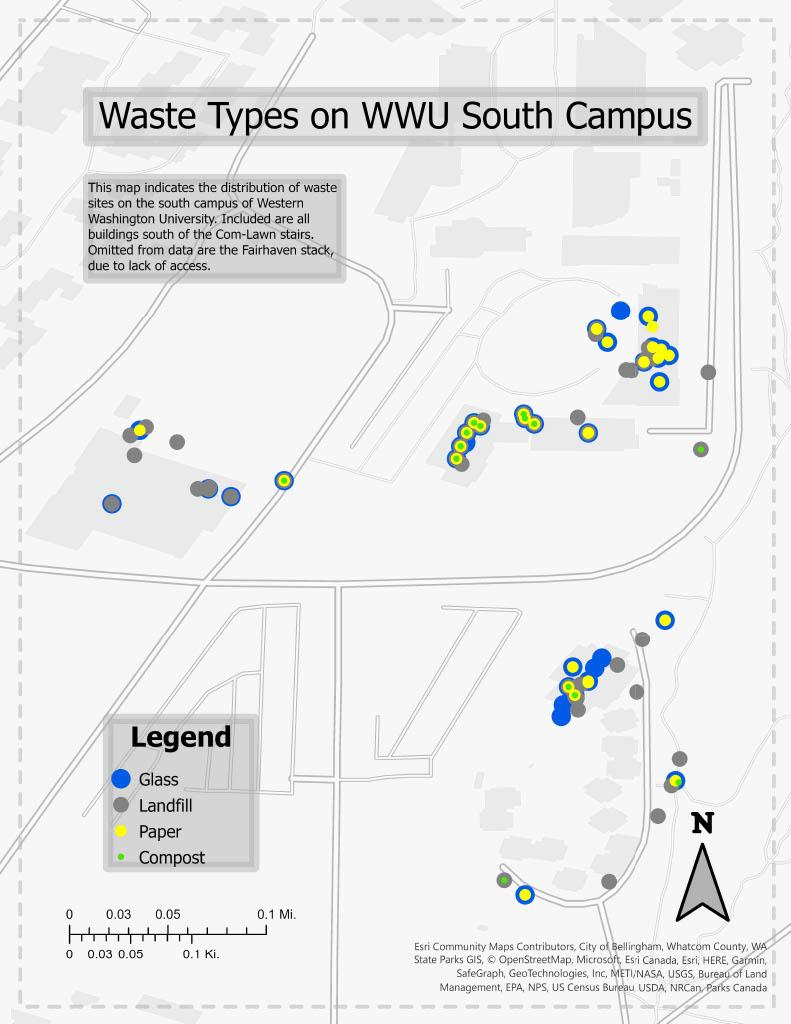 Waste Types on WWU South Campus
This map indicates the distribution of waste
sites on the south campus of Western
Washington University. Included are all
buildings south of the Com-Lawn stairs.
Omitted from data are the Fairhaven stack,
due to lack of access.
Legend
Glass
Landfill
Paper
Compost
N
0 0.03 0.05 0.1 Mi.
0 0.03 0.05 0.1 Ki.
Esri Community Maps Contributors, City of Bellingham, Whatcom County, WA
State Parks GIS, © OpenStreetMap, Microsoft, Esri Canada, Esri, HERE, Garmin,
SafeGraph, GeoTechnologies, Inc, METI/NASA, USGS, Bureau of Land
Management, EPA, NPS, US Census Bureau USDA, NRCan, Parks Canada